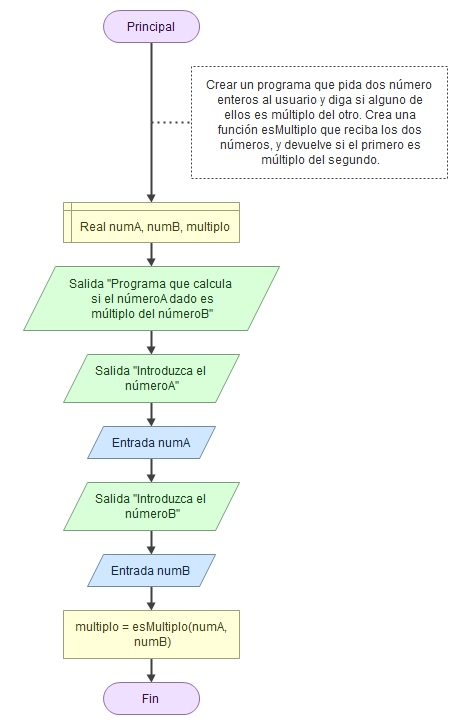 Principal
Crear un programa que pida dos número
enteros al usuario y diga si alguno de
ellos es múltiplo del otro. Crea una
función esMultiplo que reciba los dos
números, y devuelve si el primero es
múltiplo del segundo.
Real numA, numB, multiplo
Salida "Programa que calcula
si el númeroA dado es
múltiplo del númeroB"
Salida "Introduzca el
númeroA"
Entrada numA
Salida "Introduzca el
númeroB"
Entrada numB
multiplo = esMultiplo(numA,
numB)
Fin